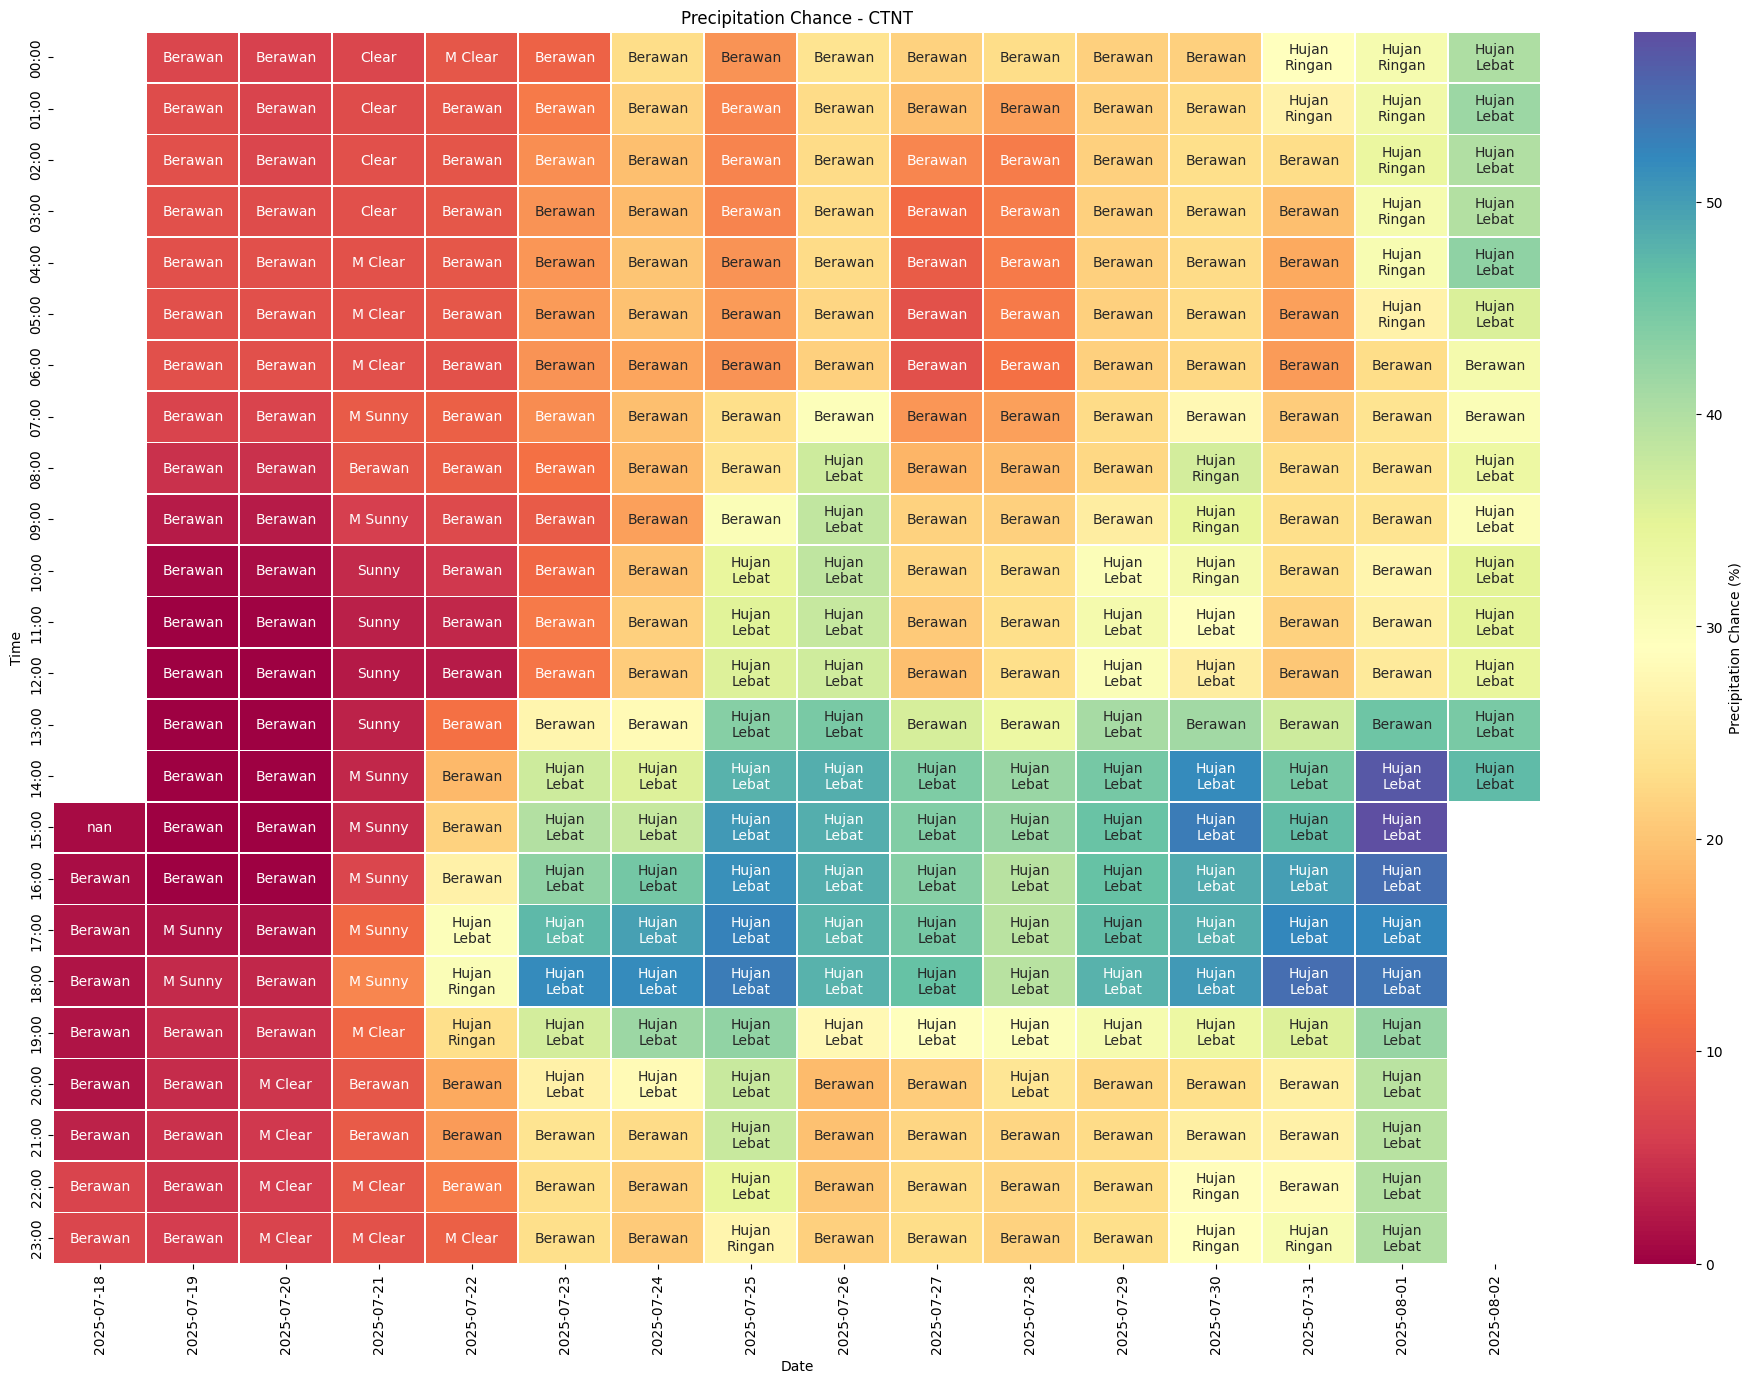 Precipitation Chance - CTNT
00:00 Berawan Berawan Clear M Clear Berawan Berawan Berawan Berawan Berawan Berawan Berawan Berawan Hujan Ringan Hujan Ringan Hujan Lebat
01:00 Berawan Berawan Clear Berawan Berawan Berawan Berawan Berawan Berawan Berawan Berawan Berawan Hujan Ringan Hujan Ringan Hujan Lebat
02:00 Berawan Berawan Clear Berawan Berawan Berawan Berawan Berawan Berawan Berawan Berawan Berawan Berawan Hujan Ringan Hujan Lebat
03:00 Berawan Berawan Clear Berawan Berawan Berawan Berawan Berawan Berawan Berawan Berawan Berawan Berawan Hujan Ringan Hujan Lebat
04:00 Berawan Berawan M Clear Berawan Berawan Berawan Berawan Berawan Berawan Berawan Berawan Berawan Berawan Hujan Ringan Hujan Lebat
05:00 Berawan Berawan M Clear Berawan Berawan Berawan Berawan Berawan Berawan Berawan Berawan Berawan Berawan Hujan Ringan Hujan Lebat
06:00 Berawan Berawan M Clear Berawan Berawan Berawan Berawan Berawan Berawan Berawan Berawan Berawan Berawan Berawan Berawan
07:00 Berawan Berawan M Sunny Berawan Berawan Berawan Berawan Berawan Berawan Berawan Berawan Berawan Berawan Berawan Berawan
08:00 Berawan Berawan Berawan Berawan Berawan Berawan Berawan Hujan Lebat Berawan Berawan Berawan Hujan Ringan Berawan Berawan Hujan Lebat
09:00 Berawan Berawan M Sunny Berawan Berawan Berawan Berawan Hujan Lebat Berawan Berawan Berawan Hujan Ringan Berawan Berawan Hujan Lebat
10:00 Berawan Berawan Sunny Berawan Berawan Berawan Hujan Lebat Hujan Lebat Berawan Berawan Hujan Lebat Hujan Ringan Berawan Berawan Hujan Lebat
11:00 Berawan Berawan Sunny Berawan Berawan Berawan Hujan Lebat Hujan Lebat Berawan Berawan Hujan Lebat Hujan Lebat Berawan Berawan Hujan Lebat
12:00 Berawan Berawan Sunny Berawan Berawan Berawan Hujan Lebat Hujan Lebat Berawan Berawan Hujan Lebat Hujan Lebat Berawan Berawan Hujan Lebat
13:00 Berawan Berawan Sunny Berawan Berawan Berawan Hujan Lebat Hujan Lebat Berawan Berawan Hujan Lebat Berawan Berawan Berawan Hujan Lebat
14:00 Berawan Berawan M Sunny Berawan Hujan Lebat Hujan Lebat Hujan Lebat Hujan Lebat Hujan Lebat Hujan Lebat Hujan Lebat Hujan Lebat Hujan Lebat Hujan Lebat Hujan Lebat
15:00 nan Berawan Berawan M Sunny Berawan Hujan Lebat Hujan Lebat Hujan Lebat Hujan Lebat Hujan Lebat Hujan Lebat Hujan Lebat Hujan Lebat Hujan Lebat Hujan Lebat
16:00 Berawan Berawan Berawan M Sunny Berawan Hujan Lebat Hujan Lebat Hujan Lebat Hujan Lebat Hujan Lebat Hujan Lebat Hujan Lebat Hujan Lebat Hujan Lebat Hujan Lebat
17:00 Berawan M Sunny Berawan M Sunny Hujan Lebat Hujan Lebat Hujan Lebat Hujan Lebat Hujan Lebat Hujan Lebat Hujan Lebat Hujan Lebat Hujan Lebat Hujan Lebat Hujan Lebat
18:00 Berawan M Sunny Berawan M Sunny Hujan Ringan Hujan Lebat Hujan Lebat Hujan Lebat Hujan Lebat Hujan Lebat Hujan Lebat Hujan Lebat Hujan Lebat Hujan Lebat Hujan Lebat
19:00 Berawan Berawan Berawan M Clear Hujan Ringan Hujan Lebat Hujan Lebat Hujan Lebat Hujan Lebat Hujan Lebat Hujan Lebat Hujan Lebat Hujan Lebat Hujan Lebat Hujan Lebat
20:00 Berawan Berawan M Clear Berawan Berawan Hujan Lebat Hujan Lebat Hujan Lebat Berawan Berawan Hujan Lebat Berawan Berawan Berawan Hujan Lebat
21:00 Berawan Berawan M Clear Berawan Berawan Berawan Berawan Hujan Lebat Berawan Berawan Berawan Berawan Berawan Berawan Hujan Lebat
22:00 Berawan Berawan M Clear M Clear Berawan Berawan Berawan Hujan Lebat Berawan Berawan Berawan Berawan Hujan Ringan Berawan Hujan Lebat
23:00 Berawan Berawan M Clear M Clear M Clear Berawan Berawan Hujan Ringan Berawan Berawan Berawan Berawan Hujan Ringan Hujan Ringan Hujan Lebat
Time
2025-07-18 2025-07-19 2025-07-20 2025-07-21 2025-07-22 2025-07-23 2025-07-24 2025-07-25 2025-07-26 2025-07-27 2025-07-28 2025-07-29 2025-07-30 2025-07-31 2025-08-01 2025-08-02
Date
50
40
30
20
10
0
Precipitation Chance (%)